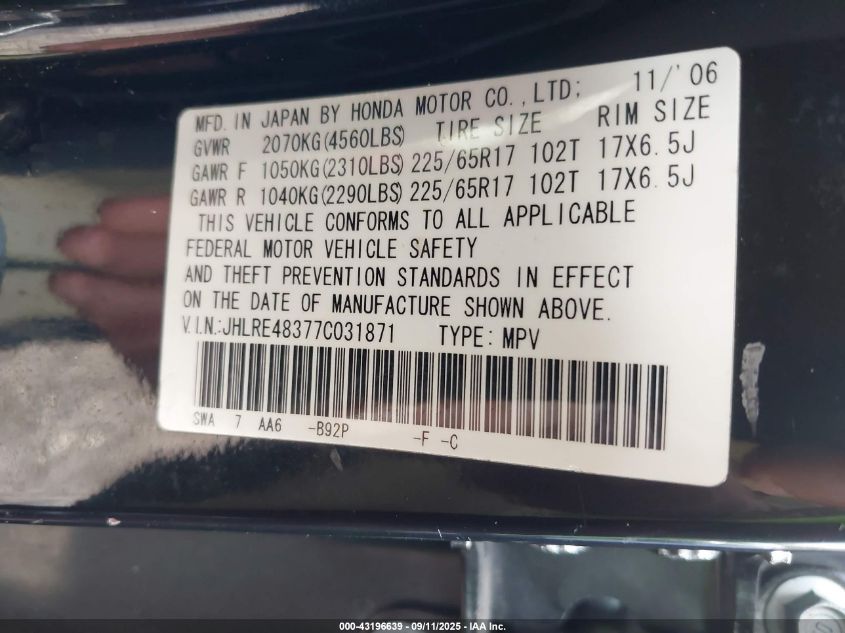 MFD. IN JAPAN BY HONDA MOTOR CO.,LTD; 11/'06
GVWR 2070KG(4560LBS) TIRE SIZE RIM SIZE
GAWR F 1050KG(2310LBS) 225/65R17 102T 17X6.5J
GAWR R 1040KG(2290LBS) 225/65R17 102T 17X6.5J
THIS VEHICLE CONFORMS TO ALL APPLICABLE
FEDERAL MOTOR VEHICLE SAFETY
AND THEFT PREVENTION STANDARDS IN EFFECT
ON THE DATE OF MANUFACTURE SHOWN ABOVE.
V.I.N.:JHLRE48377C031871 TYPE: MPV
SWA 7 AA6 -B92P -F -C
000-43196639 - 09/11/2025 - IAA Inc.